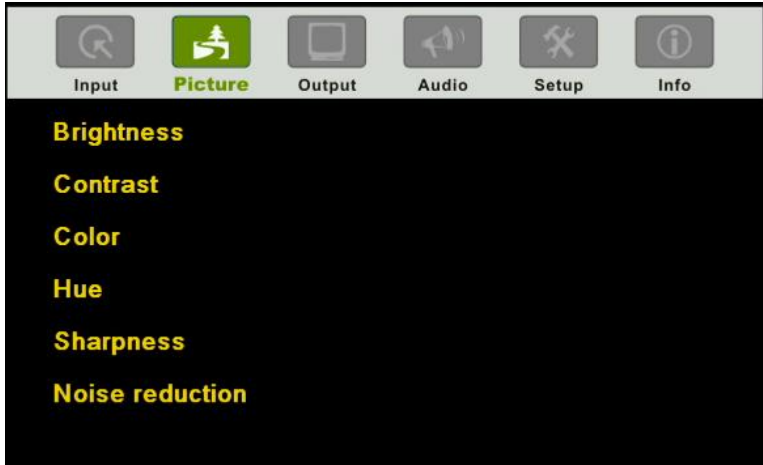 Input Picture Output Audio Setup Info
Brightness
Contrast
Color
Hue
Sharpness
Noise reduction